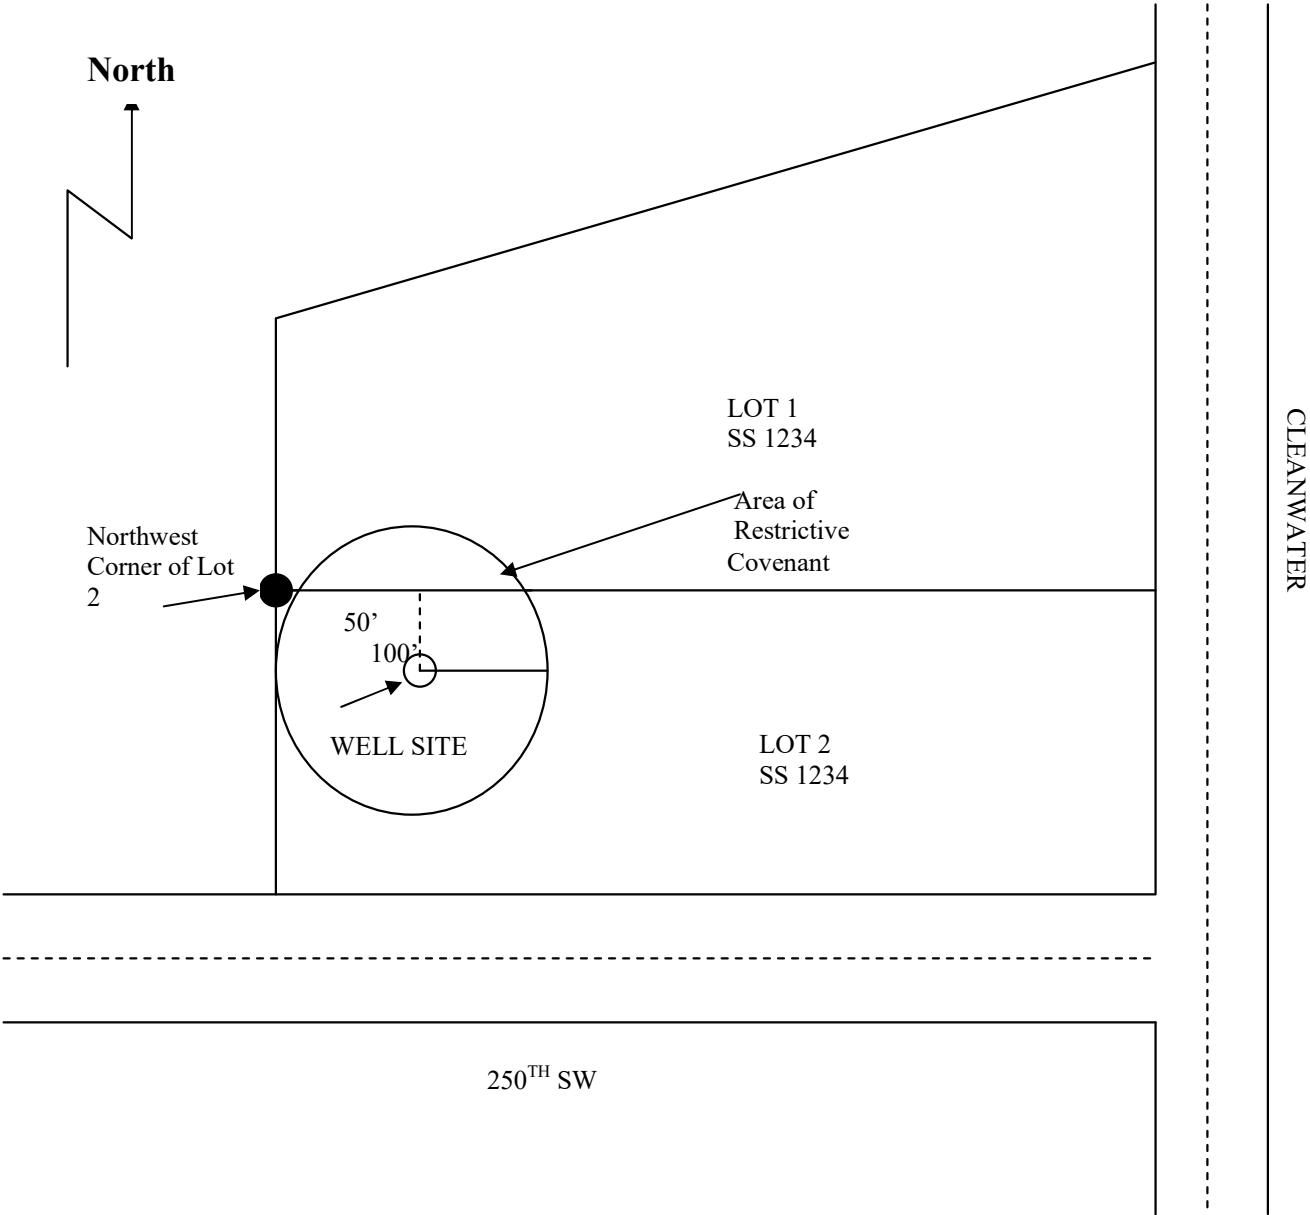 North
LOT 1
SS 1234
CLEANWATER
Area of
Restrictive
Covenant
Northwest
Corner of Lot
2
50’
100’
WELL SITE
LOT 2
SS 1234
250TH SW